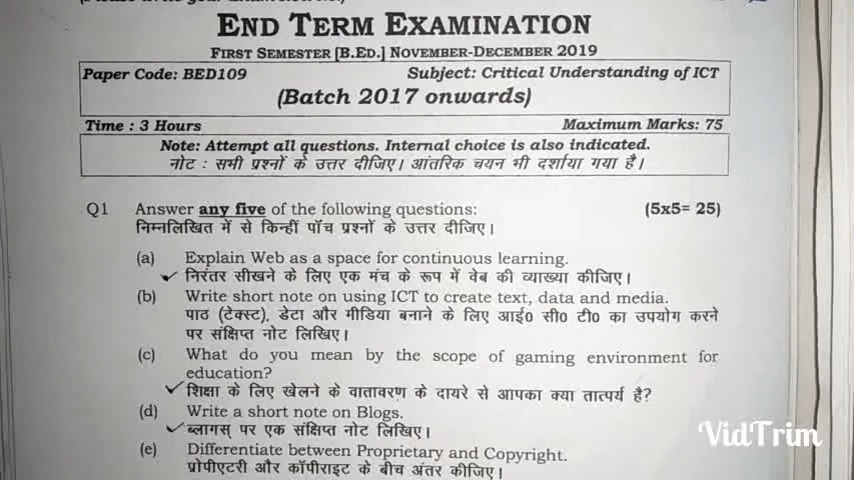 END TERM EXAMINATION
FIRST SEMESTER [B.ED.] NOVEMBER-DECEMBER 2019
Paper Code: BED109 Subject: Critical Understanding of ICT
(Batch 2017 onwards)
Time : 3 Hours Maximum Marks: 75
Note: Attempt all questions. Internal choice is also indicated.
नोट : सभी प्रश्नों के उत्तर दीजिए। आंतरिक चयन भी दर्शाया गया है।
Q1 Answer any five of the following questions: (5x5= 25)
निम्नलिखित में से किन्हीं पाँच प्रश्नों के उत्तर दीजिए।
(a) Explain Web as a space for continuous learning.
निरंतर सीखने के लिए एक मंच के रूप में वेब की व्याख्या कीजिए।
(b) Write short note on using ICT to create text, data and media.
पाठ (टेक्स्ट), डेटा और मीडिया बनाने के लिए आई० सी० टी० का उपयोग करने
पर संक्षिप्त नोट लिखिए।
(c) What do you mean by the scope of gaming environment for
education?
शिक्षा के लिए खेलने के वातावरण के दायरे से आपका क्या तात्पर्य है?
(d) Write a short note on Blogs.
ब्लागस् पर एक संक्षिप्त नोट लिखिए।
(e) Differentiate between Proprietary and Copyright.
प्रोपीएटरी और कॉपीराइट के बीच अंतर कीजिए।
VidTrim